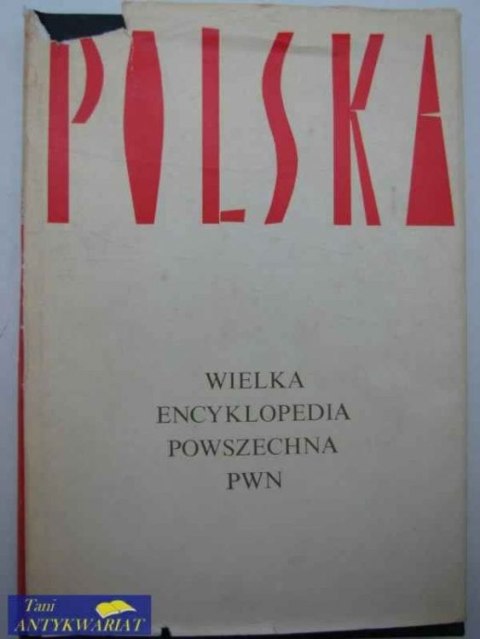 POLSKA
WIELKA
ENCYKLOPEDIA
POWSZECHNA
PWN
Tani
ANTYKWARIAT